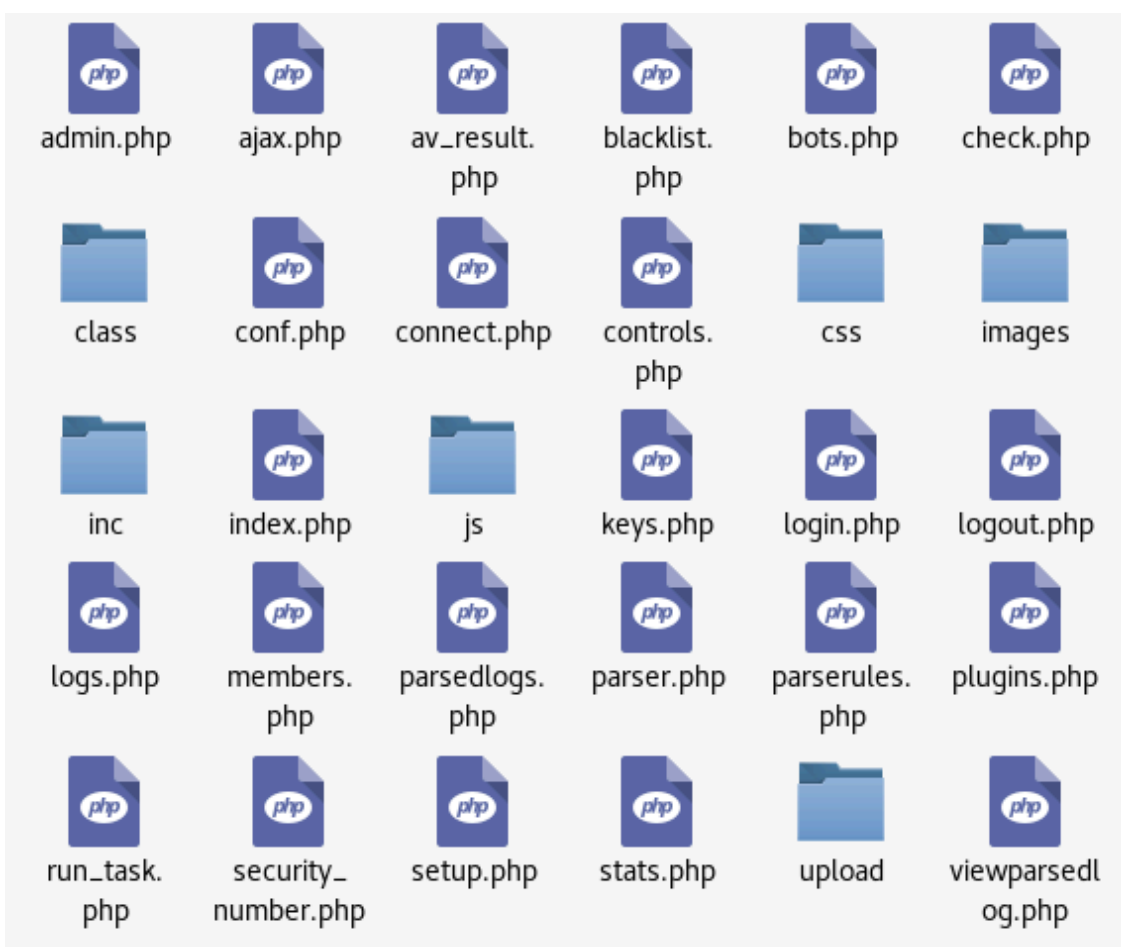 php php php php php php
admin.php ajax.php av_result. blacklist. bots.php check.php
php php
php php php
class conf.php connect.php controls. css images
php
php php php php
inc index.php js keys.php login.php logout.php
php php php php php php
logs.php members. parsedlogs. parser.php parserules. plugins.php
php php php
php php php php php
run_task. security_ setup.php stats.php upload viewparsedl
php number.php og.php